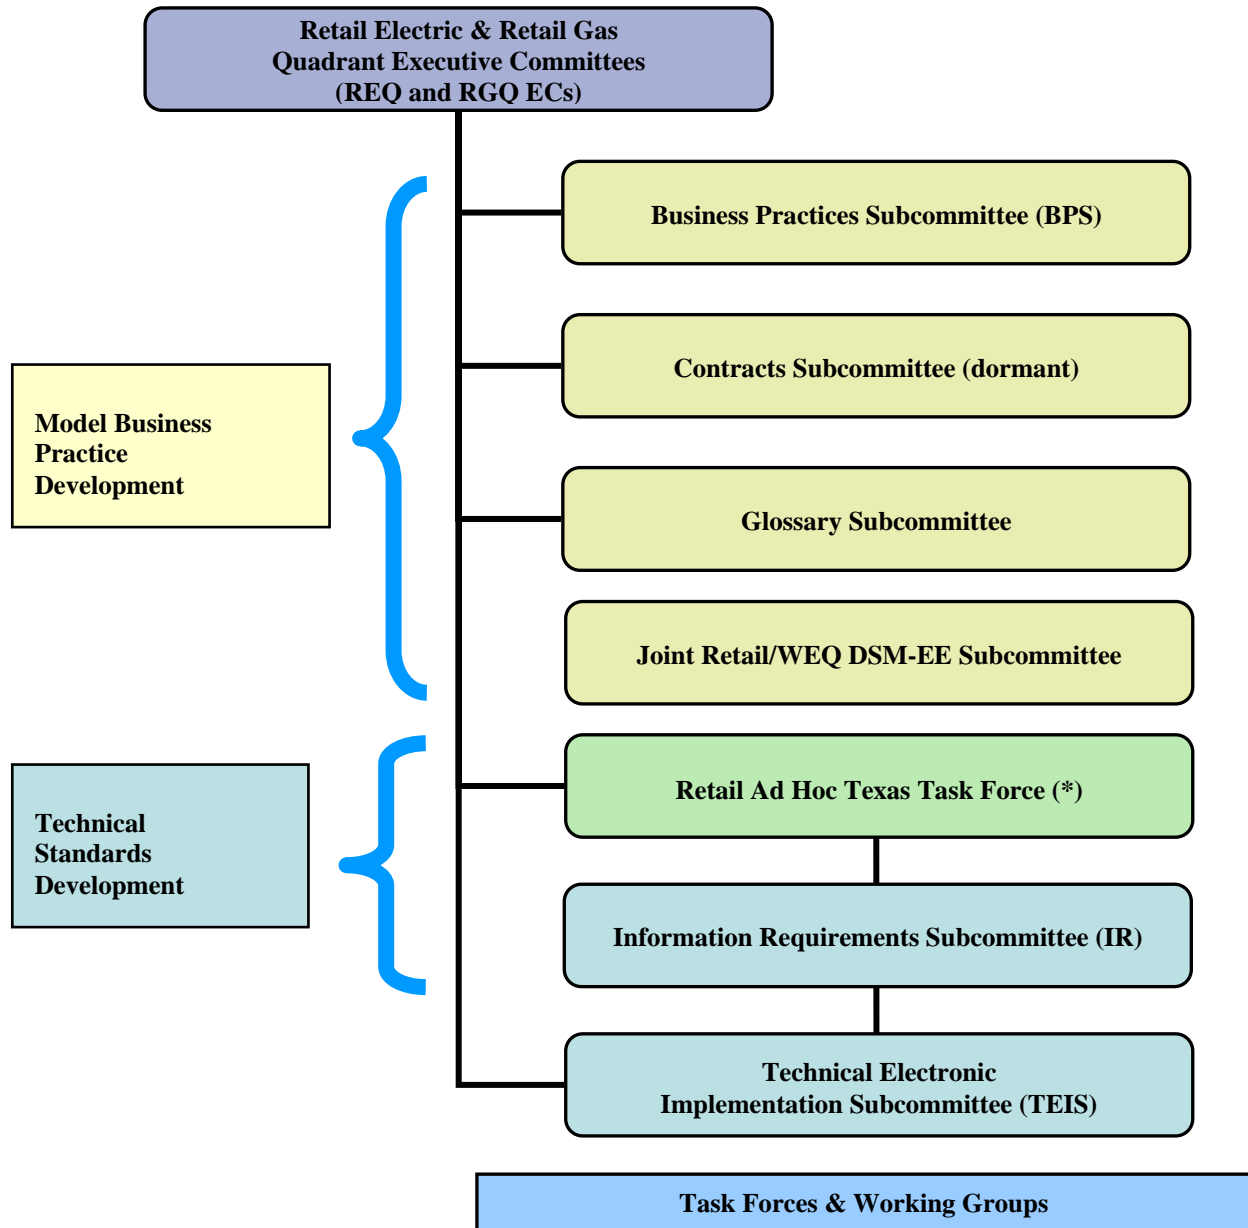 Retail Electric & Retail Gas
Quadrant Executive Committees
(REQ and RGQ ECs)
Business Practices Subcommittee (BPS)
Contracts Subcommittee (dormant)
Model Business
Practice
Development
Glossary Subcommittee
Joint Retail/WEQ DSM-EE Subcommittee
Retail Ad Hoc Texas Task Force (*)
Technical
Standards
Development
Information Requirements Subcommittee (IR)
Technical Electronic
Implementation Subcommittee (TEIS)
Task Forces & Working Groups